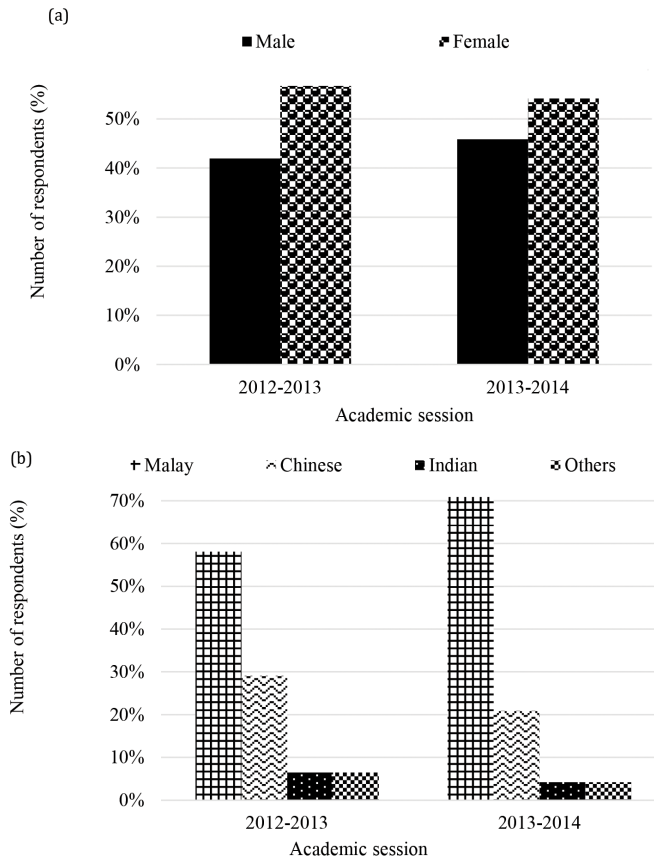 (a)
Male Female
Number of respondents (%)
50%
40%
30%
20%
10%
0%
2012-2013 2013-2014
Academic session
(b)
Malay Chinese Indian Others
Number of respondents (%)
70%
60%
50%
40%
30%
20%
10%
0%
2012-2013 2013-2014
Academic session